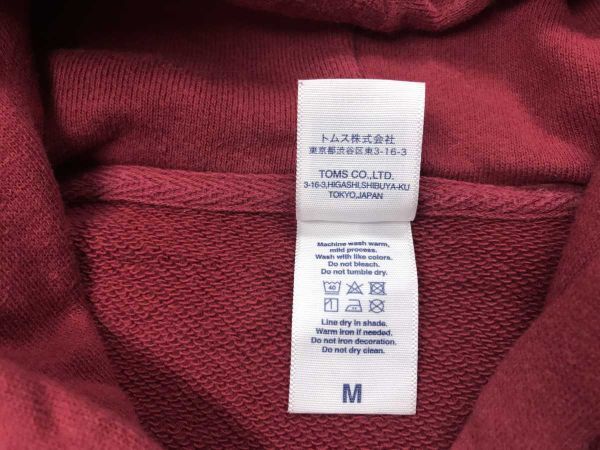 トムス株式会社
東京都渋谷区東3-16-3
TOMS CO.,LTD.
3-16-3,HIGASHI,SHIBUYA-KU
TOKYO,JAPAN
Machine wash warm,
mild process.
Wash with like colors.
Do not bleach.
Do not tumble dry.
40
Line dry in shade.
Warm iron if needed.
Do not iron decoration.
Do not dry clean.
M